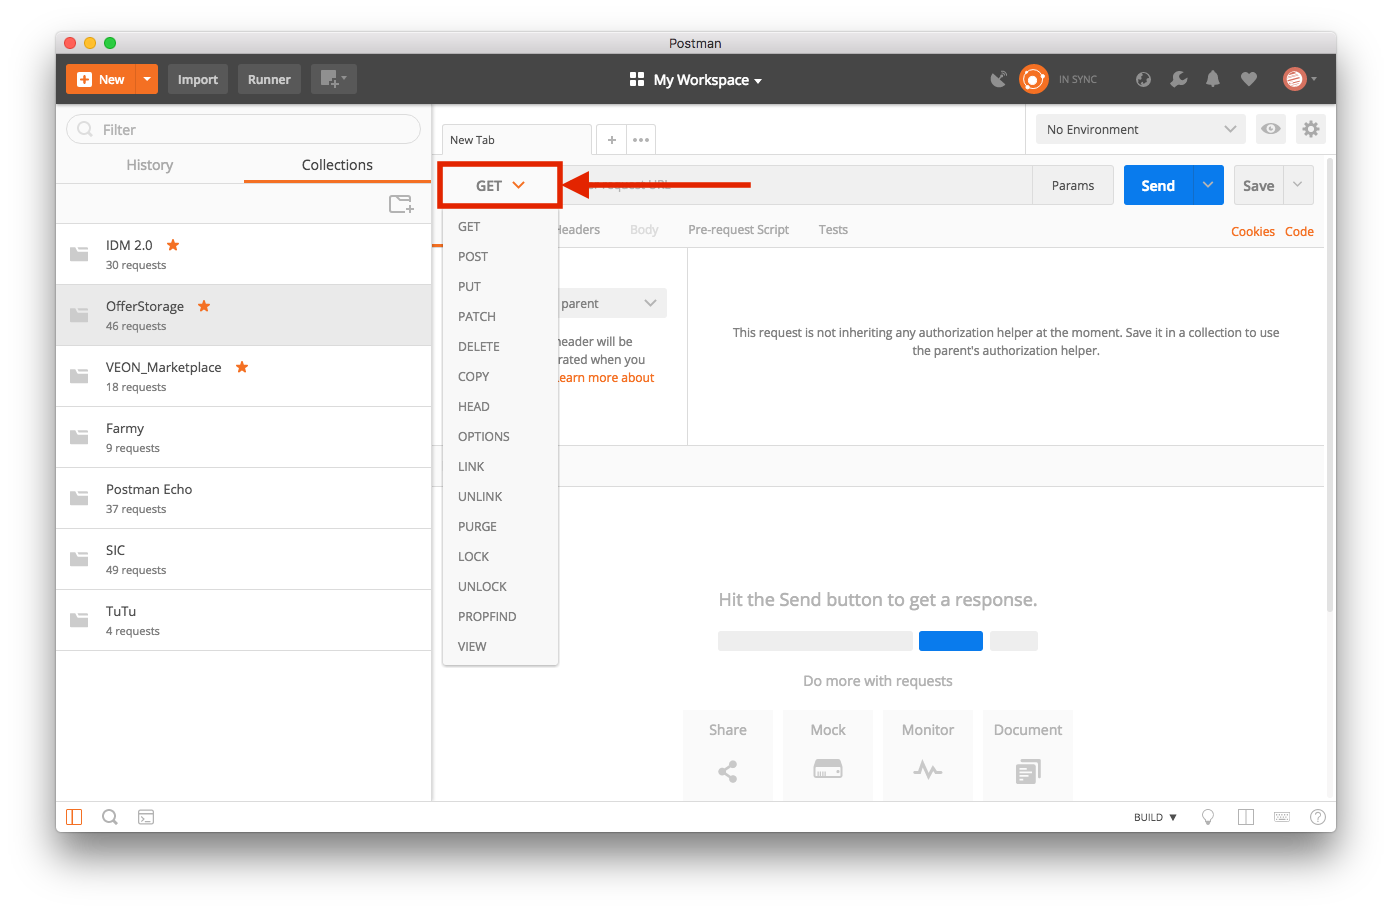 Postman
New
Import
Runner
My Workspace
IN SYNC
Filter
History
Collections
IDM 2.0
30 requests
OfferStorage
46 requests
VEON_Marketplace
18 requests
Farmy
9 requests
Postman Echo
37 requests
SIC
49 requests
TuTu
4 requests
New Tab
No Environment
GET
request URL
Params
Send
Save
Headers
Body
Pre-request Script
Tests
Cookies
Code
GET
POST
PUT
PATCH
DELETE
COPY
HEAD
OPTIONS
LINK
UNLINK
PURGE
LOCK
UNLOCK
PROPFIND
VIEW
parent
header will be
rated when you
earn more about
This request is not inheriting any authorization helper at the moment. Save it in a collection to use
the parent's authorization helper.
Hit the Send button to get a response.
Do more with requests
Share
Mock
Monitor
Document
BUILD